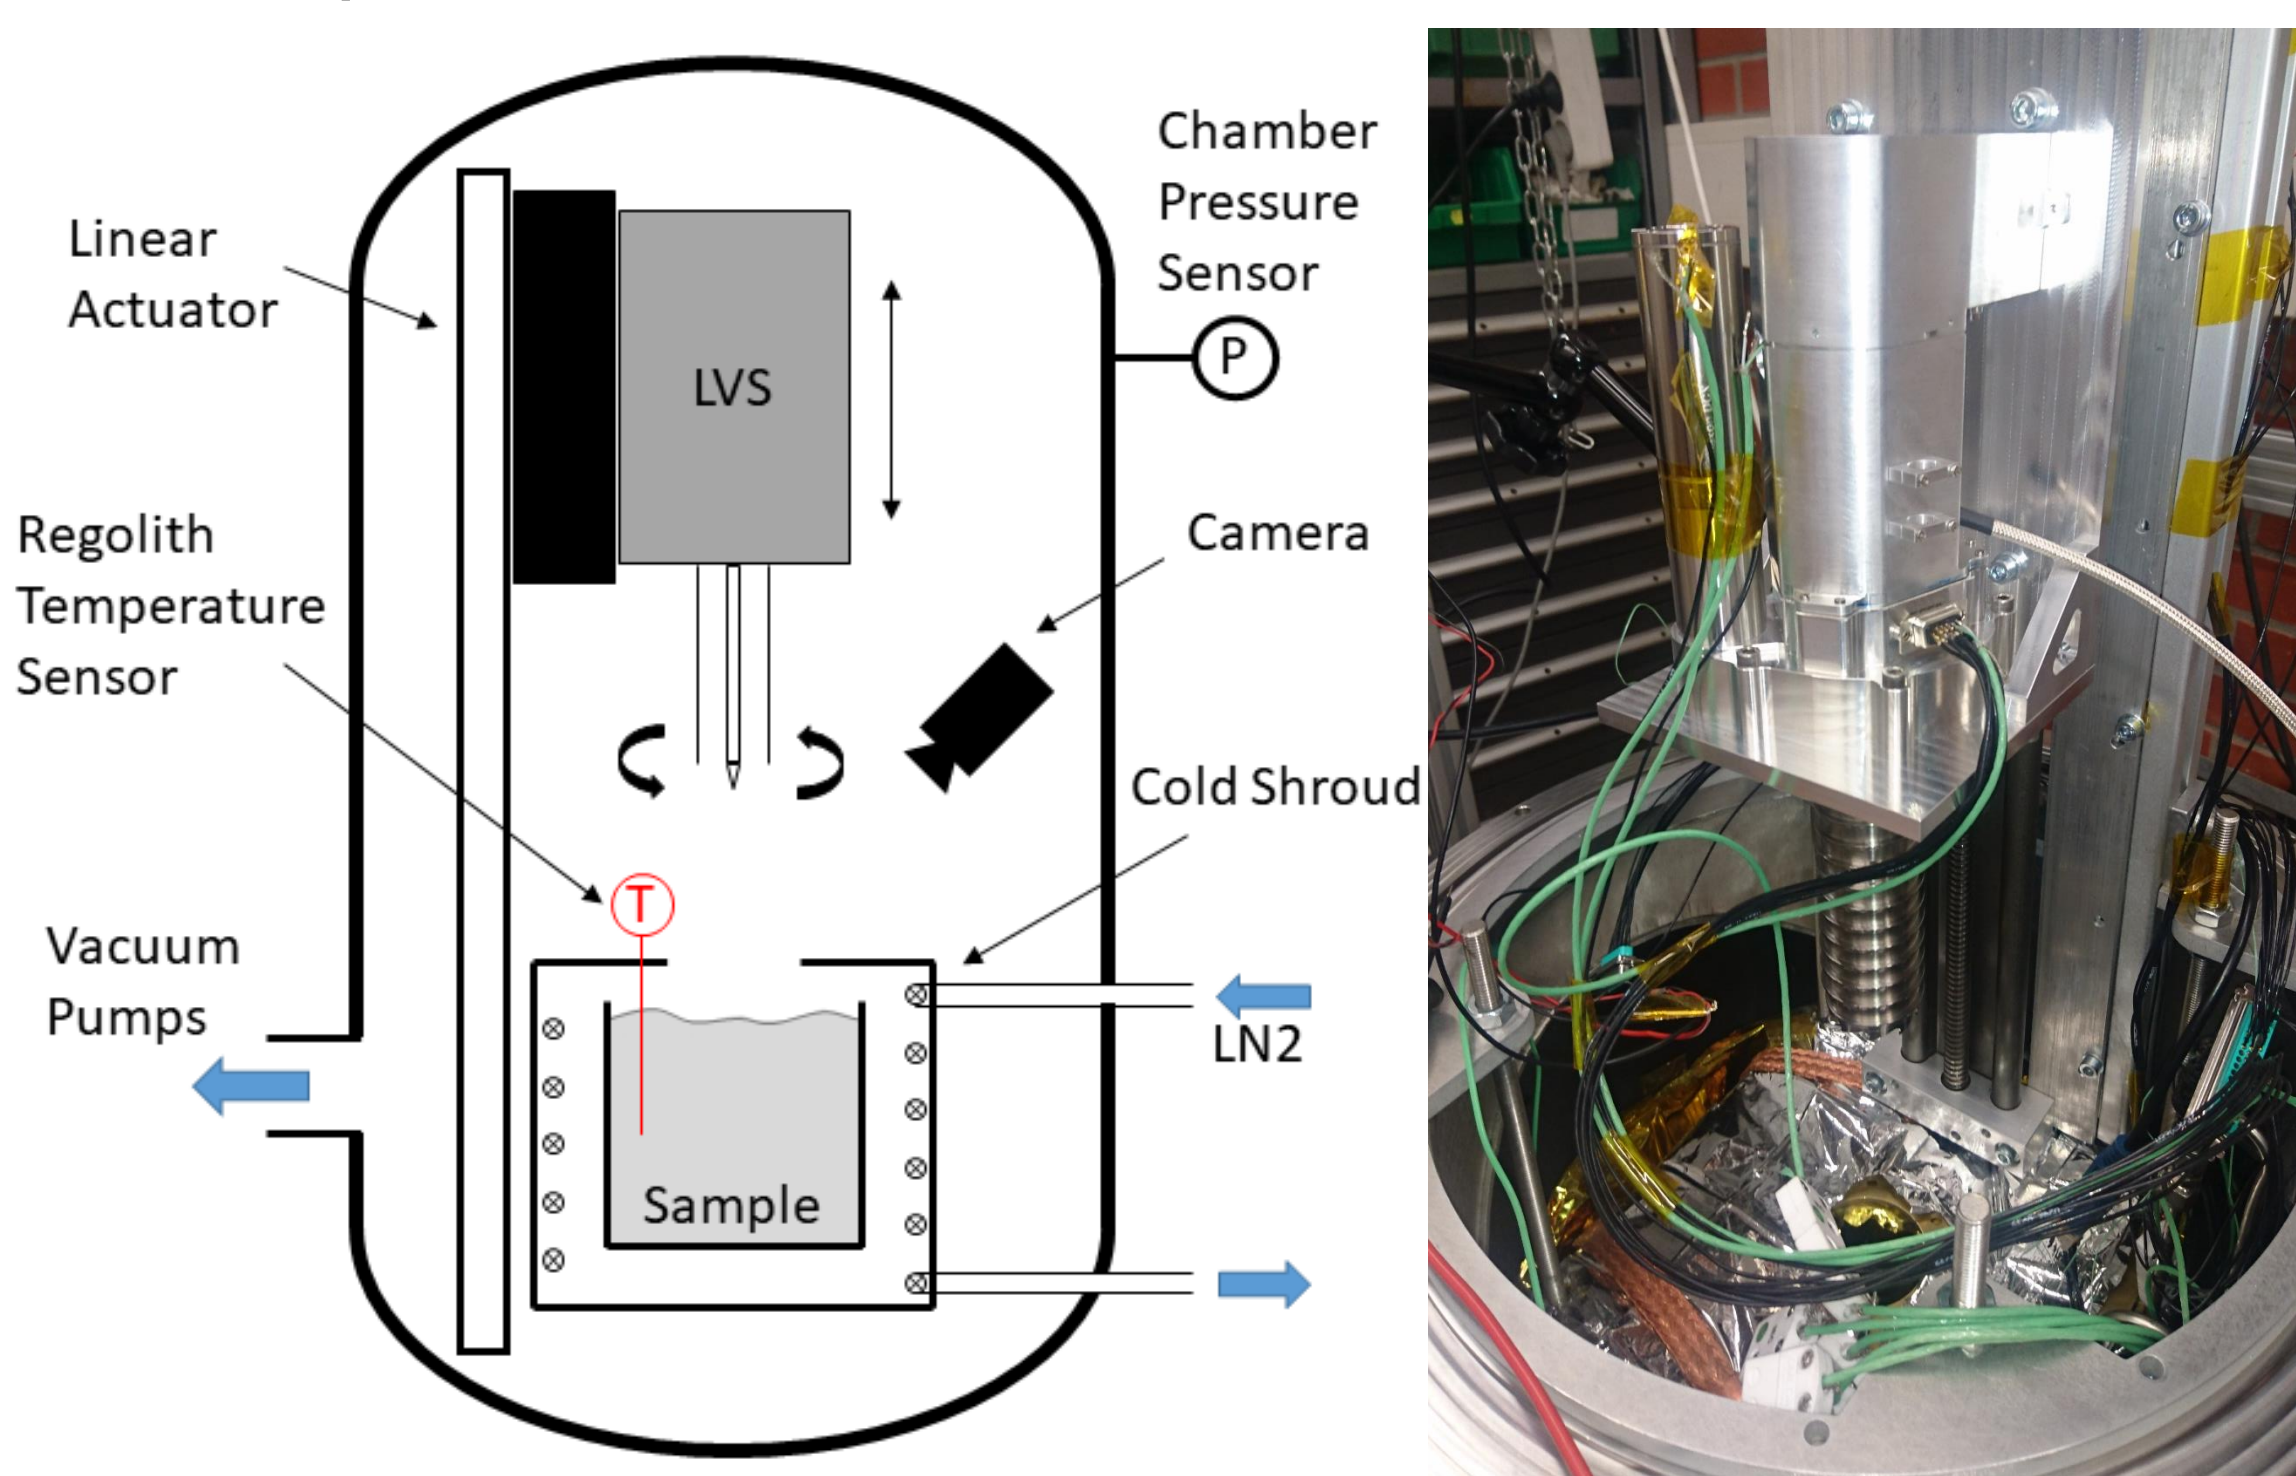 Linear
Actuator
Regolith
Temperature
Sensor
Vacuum
Pumps
LVS
T
Sample
Chamber
Pressure
Sensor
P
Camera
Cold Shroud
LN2